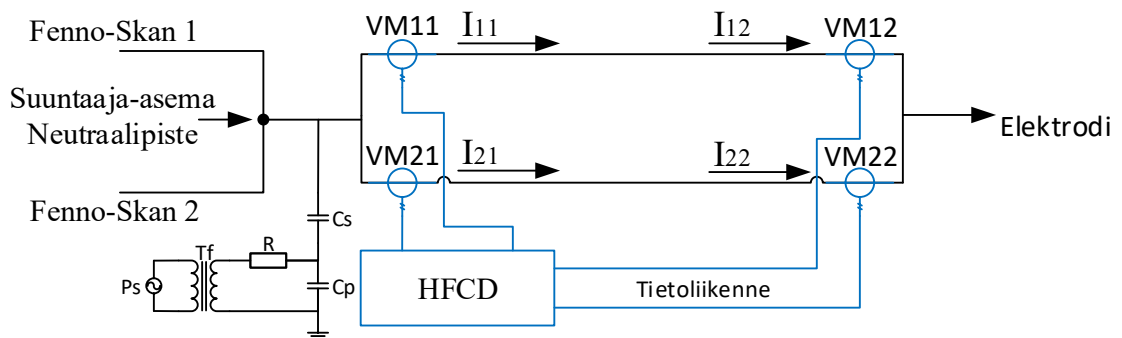 Fenno-Skan 1
VM11
I11
I12
VM12
Suuntaaja-asema
Neutraalipiste
Elektrodi
VM21
I21
I22
VM22
Fenno-Skan 2
Cs
Tf
R
Ps
Cp
HFCD
Tietoliikenne